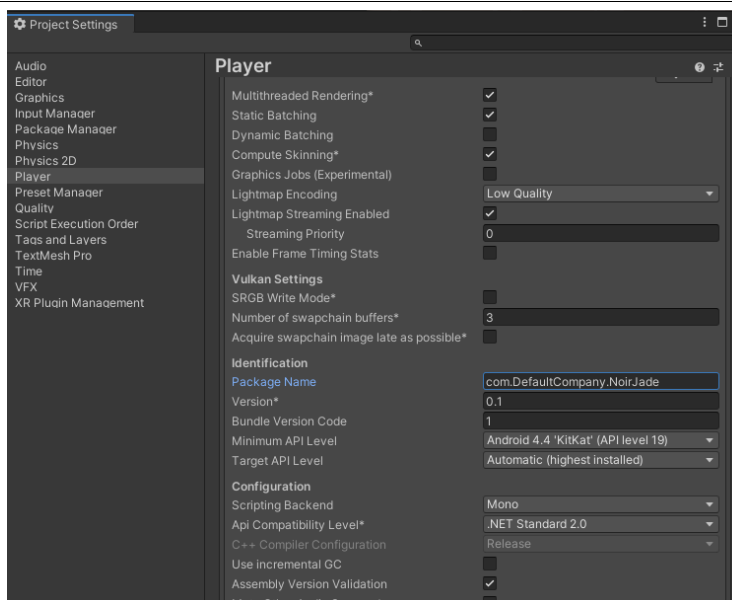 Project Settings
Audio
Editor
Graphics
Input Manager
Package Manager
Physics
Physics 2D
Player
Preset Manager
Quality
Script Execution Order
Tags and Layers
TextMesh Pro
Time
VFX
XR Plugin Management
Player
Multithreaded Rendering*
Static Batching
Dynamic Batching
Compute Skinning*
Graphics Jobs (Experimental)
Lightmap Encoding Low Quality
Lightmap Streaming Enabled
Streaming Priority 0
Enable Frame Timing Stats
Vulkan Settings
SRGB Write Mode*
Number of swapchain buffers* 3
Acquire swapchain image late as possible*
Identification
Package Name com.DefaultCompany.NoirJade
Version* 0.1
Bundle Version Code 1
Minimum API Level Android 4.4 'KitKat' (API level 19)
Target API Level Automatic (highest installed)
Configuration
Scripting Backend Mono
Api Compatibility Level* .NET Standard 2.0
C++ Compiler Configuration Release
Use incremental GC
Assembly Version Validation